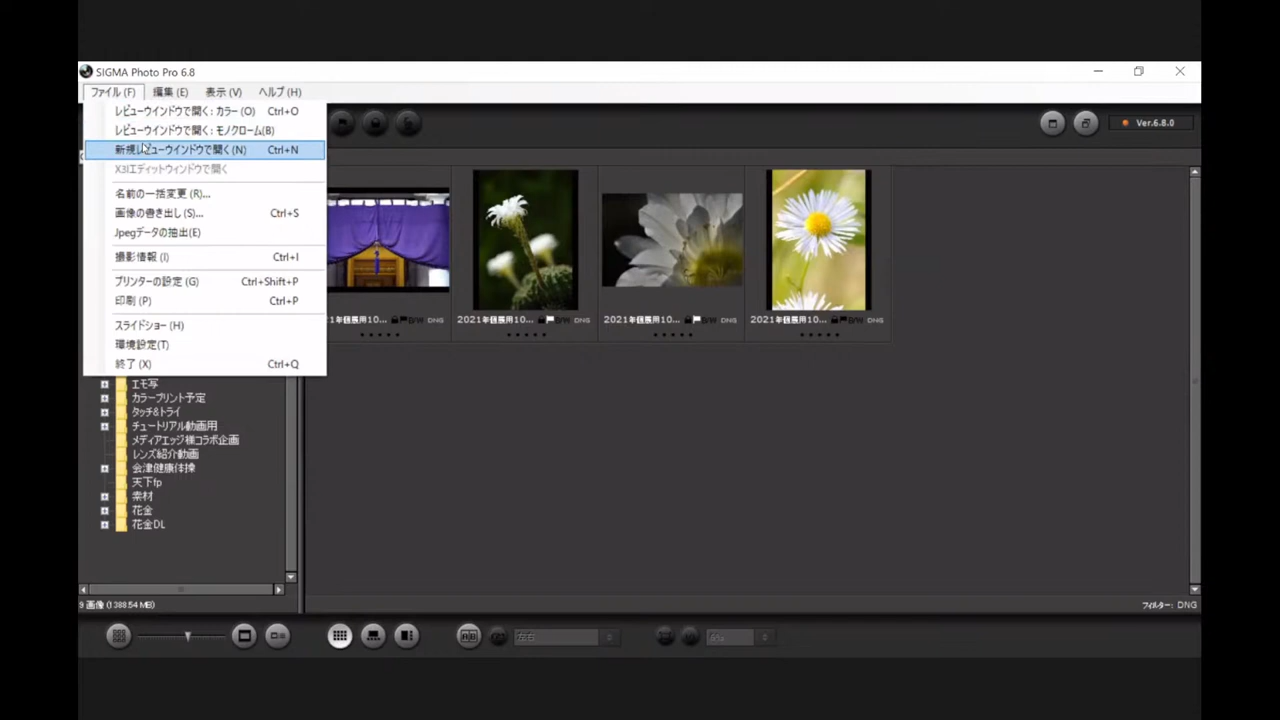 SIGMA Photo Pro 6.8
ファイル (F) 編集 (E) 表示 (V) ヘルプ (H)
レビューウインドウで開く: カラー (O) Ctrl+O
レビューウインドウで開く: モノクローム(B)
新規レビューウインドウで開く (N) Ctrl+N
X3Iエディットウィンドウで開く
名前の一括変更 (R)...
画像の書き出し (S)... Ctrl+S
Jpegデータの抽出(E)
撮影情報 (I) Ctrl+I
プリンターの設定 (G) Ctrl+Shift+P
印刷 (P) Ctrl+P
スライドショー (H)
環境設定(T)
終了 (X) Ctrl+Q
Ver.6.8.0
年個展用10... DNG
2021年個展用10... DNG
2021年個展用10... DNG
2021年個展用10... DNG
エモ写
カラープリント予定
タッチ&トライ
チュートリアル動画用
メディアエッジ様コラボ企画
レンズ紹介動画
会津健康体操
天下fp
素材
花金
花金DL
9 画像 (1388.54 MB)
フィルター: DNG
左右